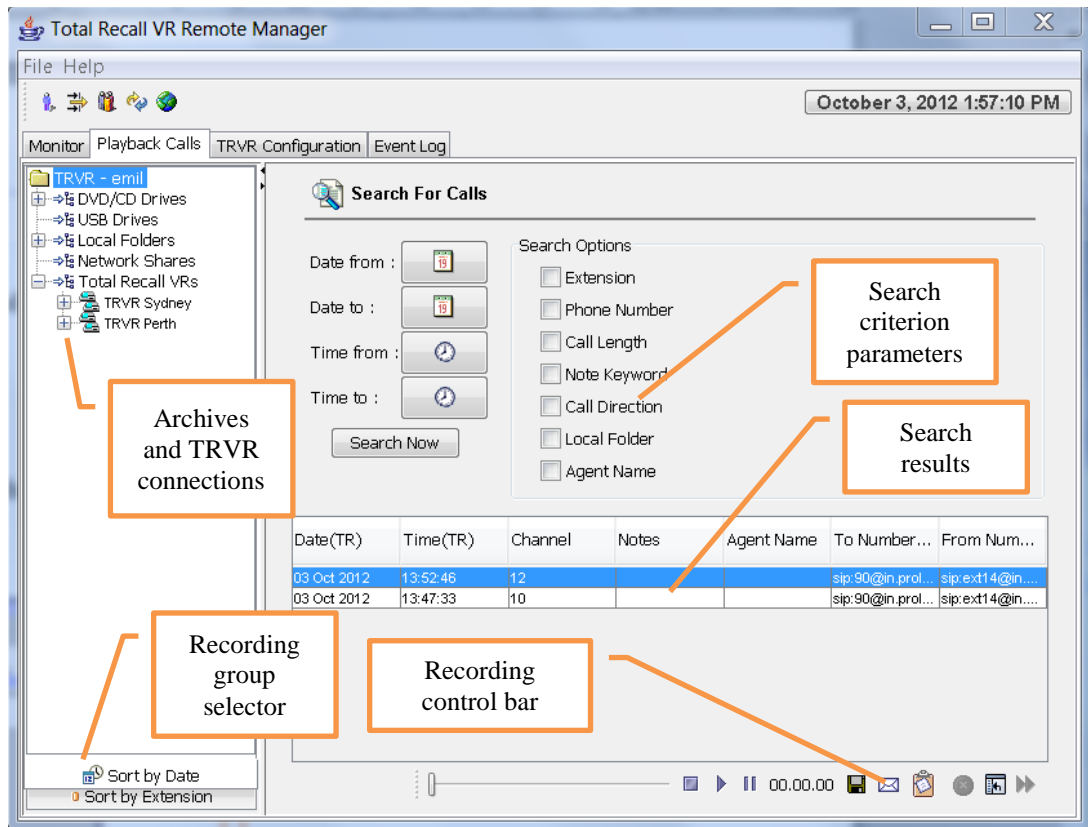 Total Recall VR Remote Manager
File Help
October 3, 2012 1:57:10 PM
Monitor Playback Calls TRVR Configuration Event Log
TRVR - emil
DVD/CD Drives
USB Drives
Local Folders
Network Shares
Total Recall VRs
TRVR Sydney
TRVR Perth
Archives
and TRVR
connections
Search For Calls
Date from :
19
Date to :
19
Time from :
Time to :
Search Now
Search Options
Extension
Phone Number
Call Length
Note Keyword
Call Direction
Local Folder
Agent Name
Search
criterion
parameters
Search
results
Date(TR) Time(TR) Channel Notes Agent Name To Number... From Num...
03 Oct 2012 13:52:46 12 sip:90@in.prol... sip:ext14@in....
03 Oct 2012 13:47:33 10 sip:90@in.prol... sip:ext14@in....
Recording
group
selector
Recording
control bar
Sort by Date
Sort by Extension
00.00.00